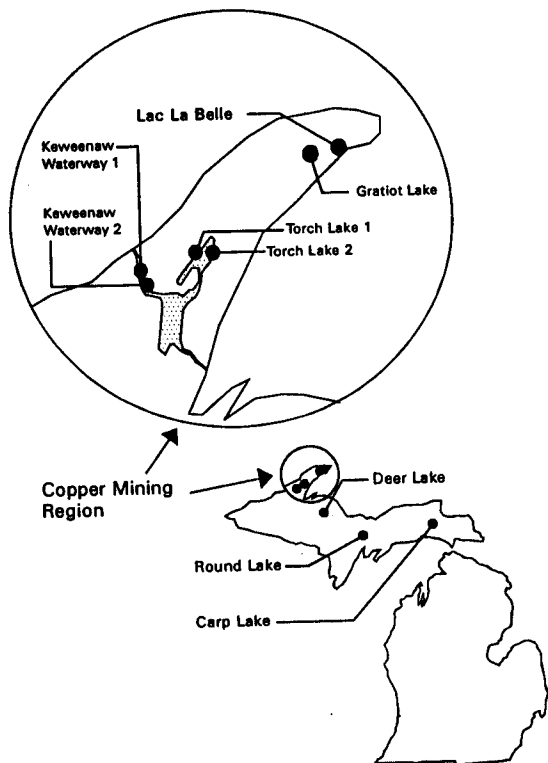 Lac La Belle
Keweenaw
Waterway 1
Gratiot Lake
Keweenaw
Waterway 2
Torch Lake 1
Torch Lake 2
Copper Mining
Region
Deer Lake
Round Lake
Carp Lake